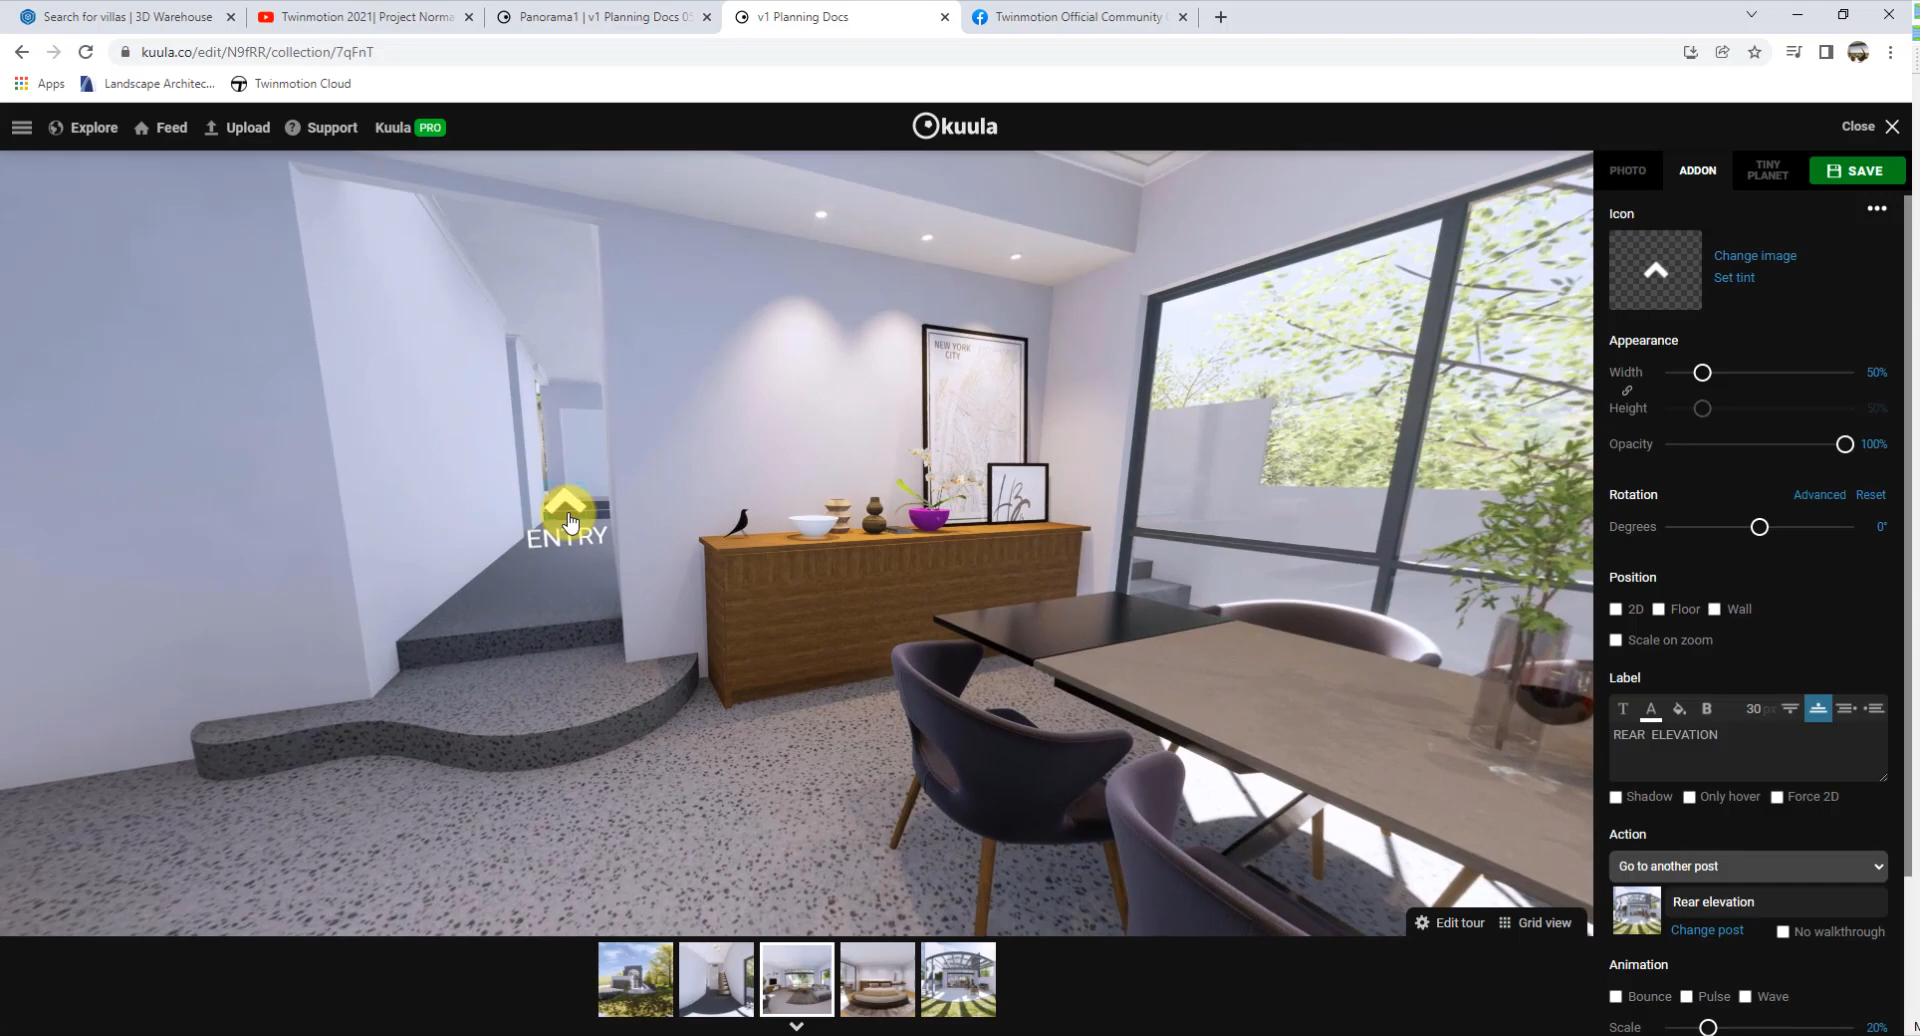 Search for villas | 3D Warehouse
Twinmotion 2021| Project Norma
Panorama1 | v1 Planning Docs 05
v1 Planning Docs
Twinmotion Official Community
kuula.co/edit/N9fRR/collection/7qFnT
Apps
Landscape Architec...
Twinmotion Cloud
Explore
Feed
Upload
Support
Kuula PRO
kuula
Close
PHOTO
ADDON
TINY PLANET
SAVE
Icon
Change image
Set tint
Appearance
Width 50%
Height 50%
Opacity 100%
Rotation Advanced Reset
Degrees 0°
Position
2D Floor Wall
Scale on zoom
Label
T A B 30 px
REAR ELEVATION
Shadow Only hover Force 2D
Action
Go to another post
Rear elevation
Change post No walkthrough
Animation
Bounce Pulse Wave
Scale 20%
NEW YORK
CITY
ENTRY
Edit tour
Grid view